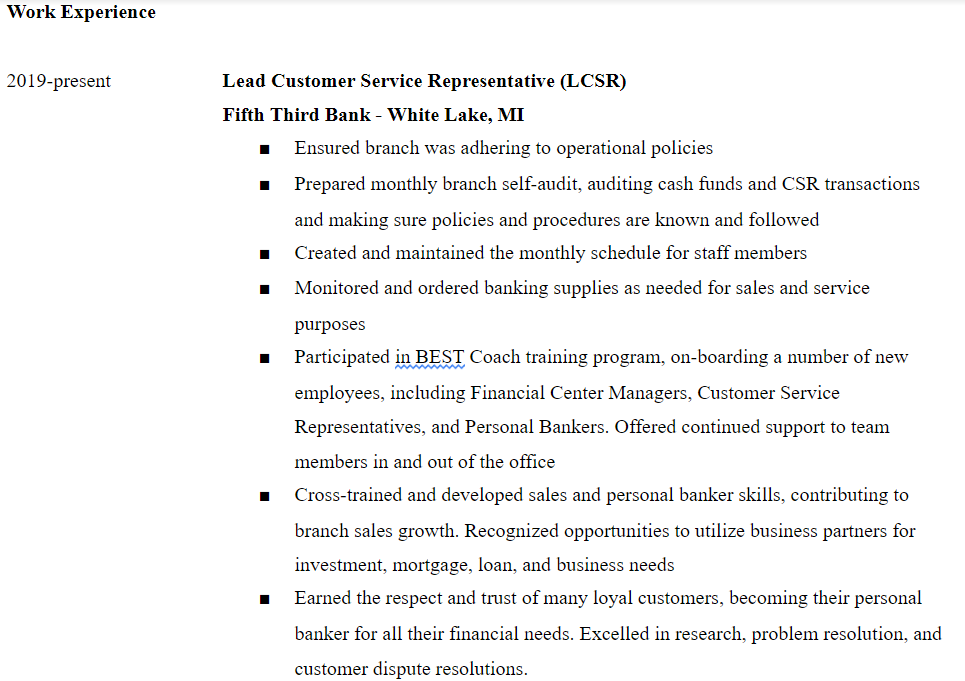 Work Experience
2019-present
Lead Customer Service Representative (LCSR)
Fifth Third Bank - White Lake, MI
■ Ensured branch was adhering to operational policies
■ Prepared monthly branch self-audit, auditing cash funds and CSR transactions
and making sure policies and procedures are known and followed
■ Created and maintained the monthly schedule for staff members
■ Monitored and ordered banking supplies as needed for sales and service
purposes
■ Participated in BEST Coach training program, on-boarding a number of new
employees, including Financial Center Managers, Customer Service
Representatives, and Personal Bankers. Offered continued support to team
members in and out of the office
■ Cross-trained and developed sales and personal banker skills, contributing to
branch sales growth. Recognized opportunities to utilize business partners for
investment, mortgage, loan, and business needs
■ Earned the respect and trust of many loyal customers, becoming their personal
banker for all their financial needs. Excelled in research, problem resolution, and
customer dispute resolutions.